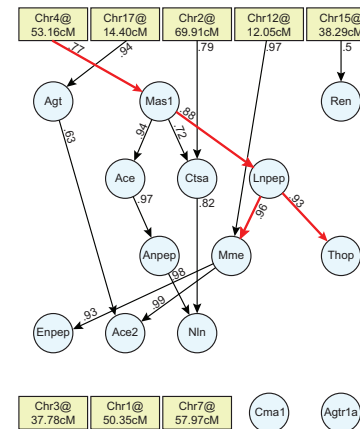 Chr4@ Chr17@ Chr2@ Chr12@ Chr15@
53.16cM 14.40cM 69.91cM 12.05cM 38.29cM
.77 .94 .79 .97 .5
Agt Mas1 Ren
.88
.63 .94 .72
Ace Ctsa Lnpep
.97 .82 .96 .93
Anpep Mme Thop
.98
.93 .99
Enpep Ace2 Nln
Chr3@ Chr1@ Chr7@
37.78cM 50.35cM 57.97cM
Cma1 Agtr1a